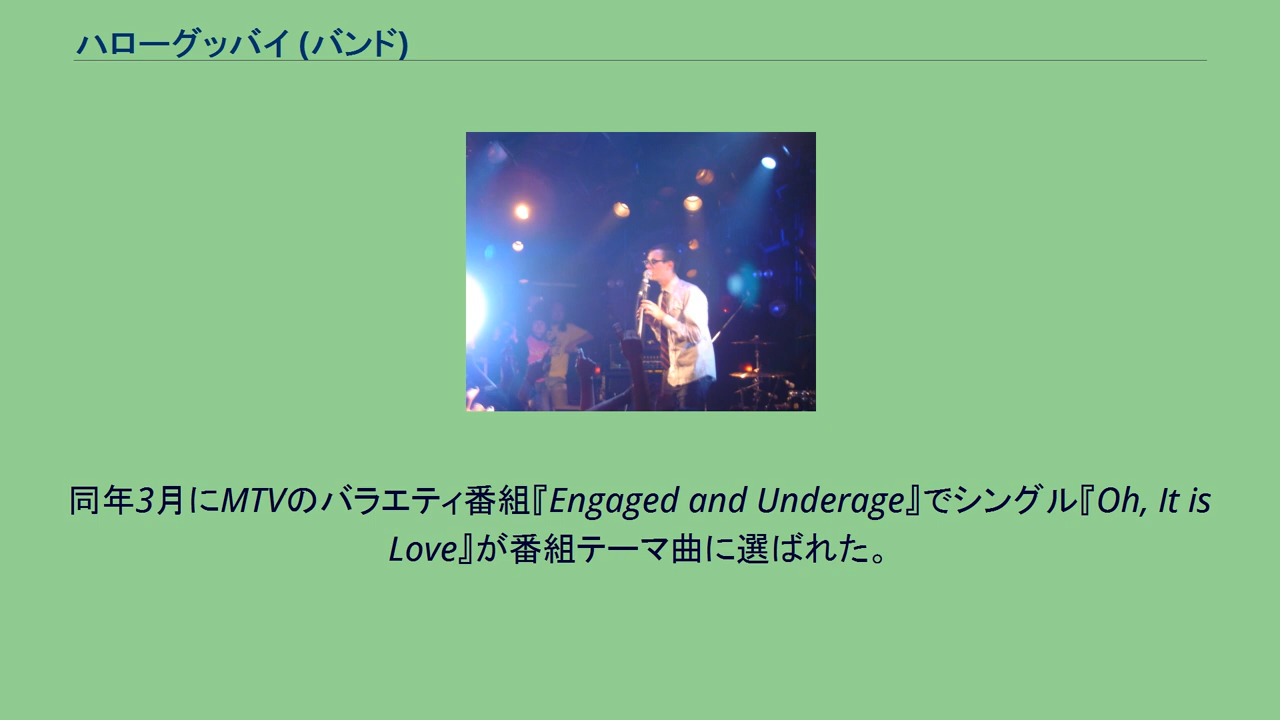 ハローグッバイ (バンド)
同年3月にMTVのバラエティ番組『Engaged and Underage』でシングル『Oh, It is
Love』が番組テーマ曲に選ばれた。